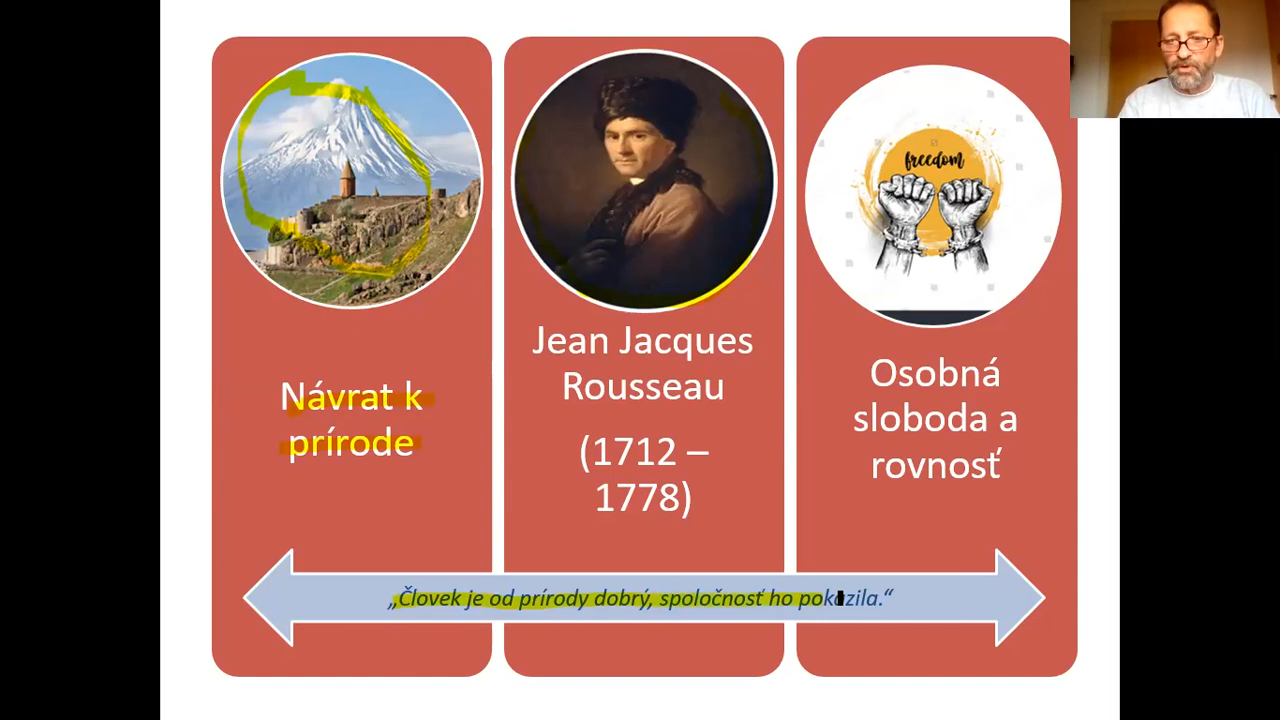 Návrat k
prírode
Jean Jacques
Rousseau
(1712 –
1778)
freedom
Osobná
sloboda a
rovnosť
„Človek je od prírody dobrý, spoločnosť ho pokazila.“